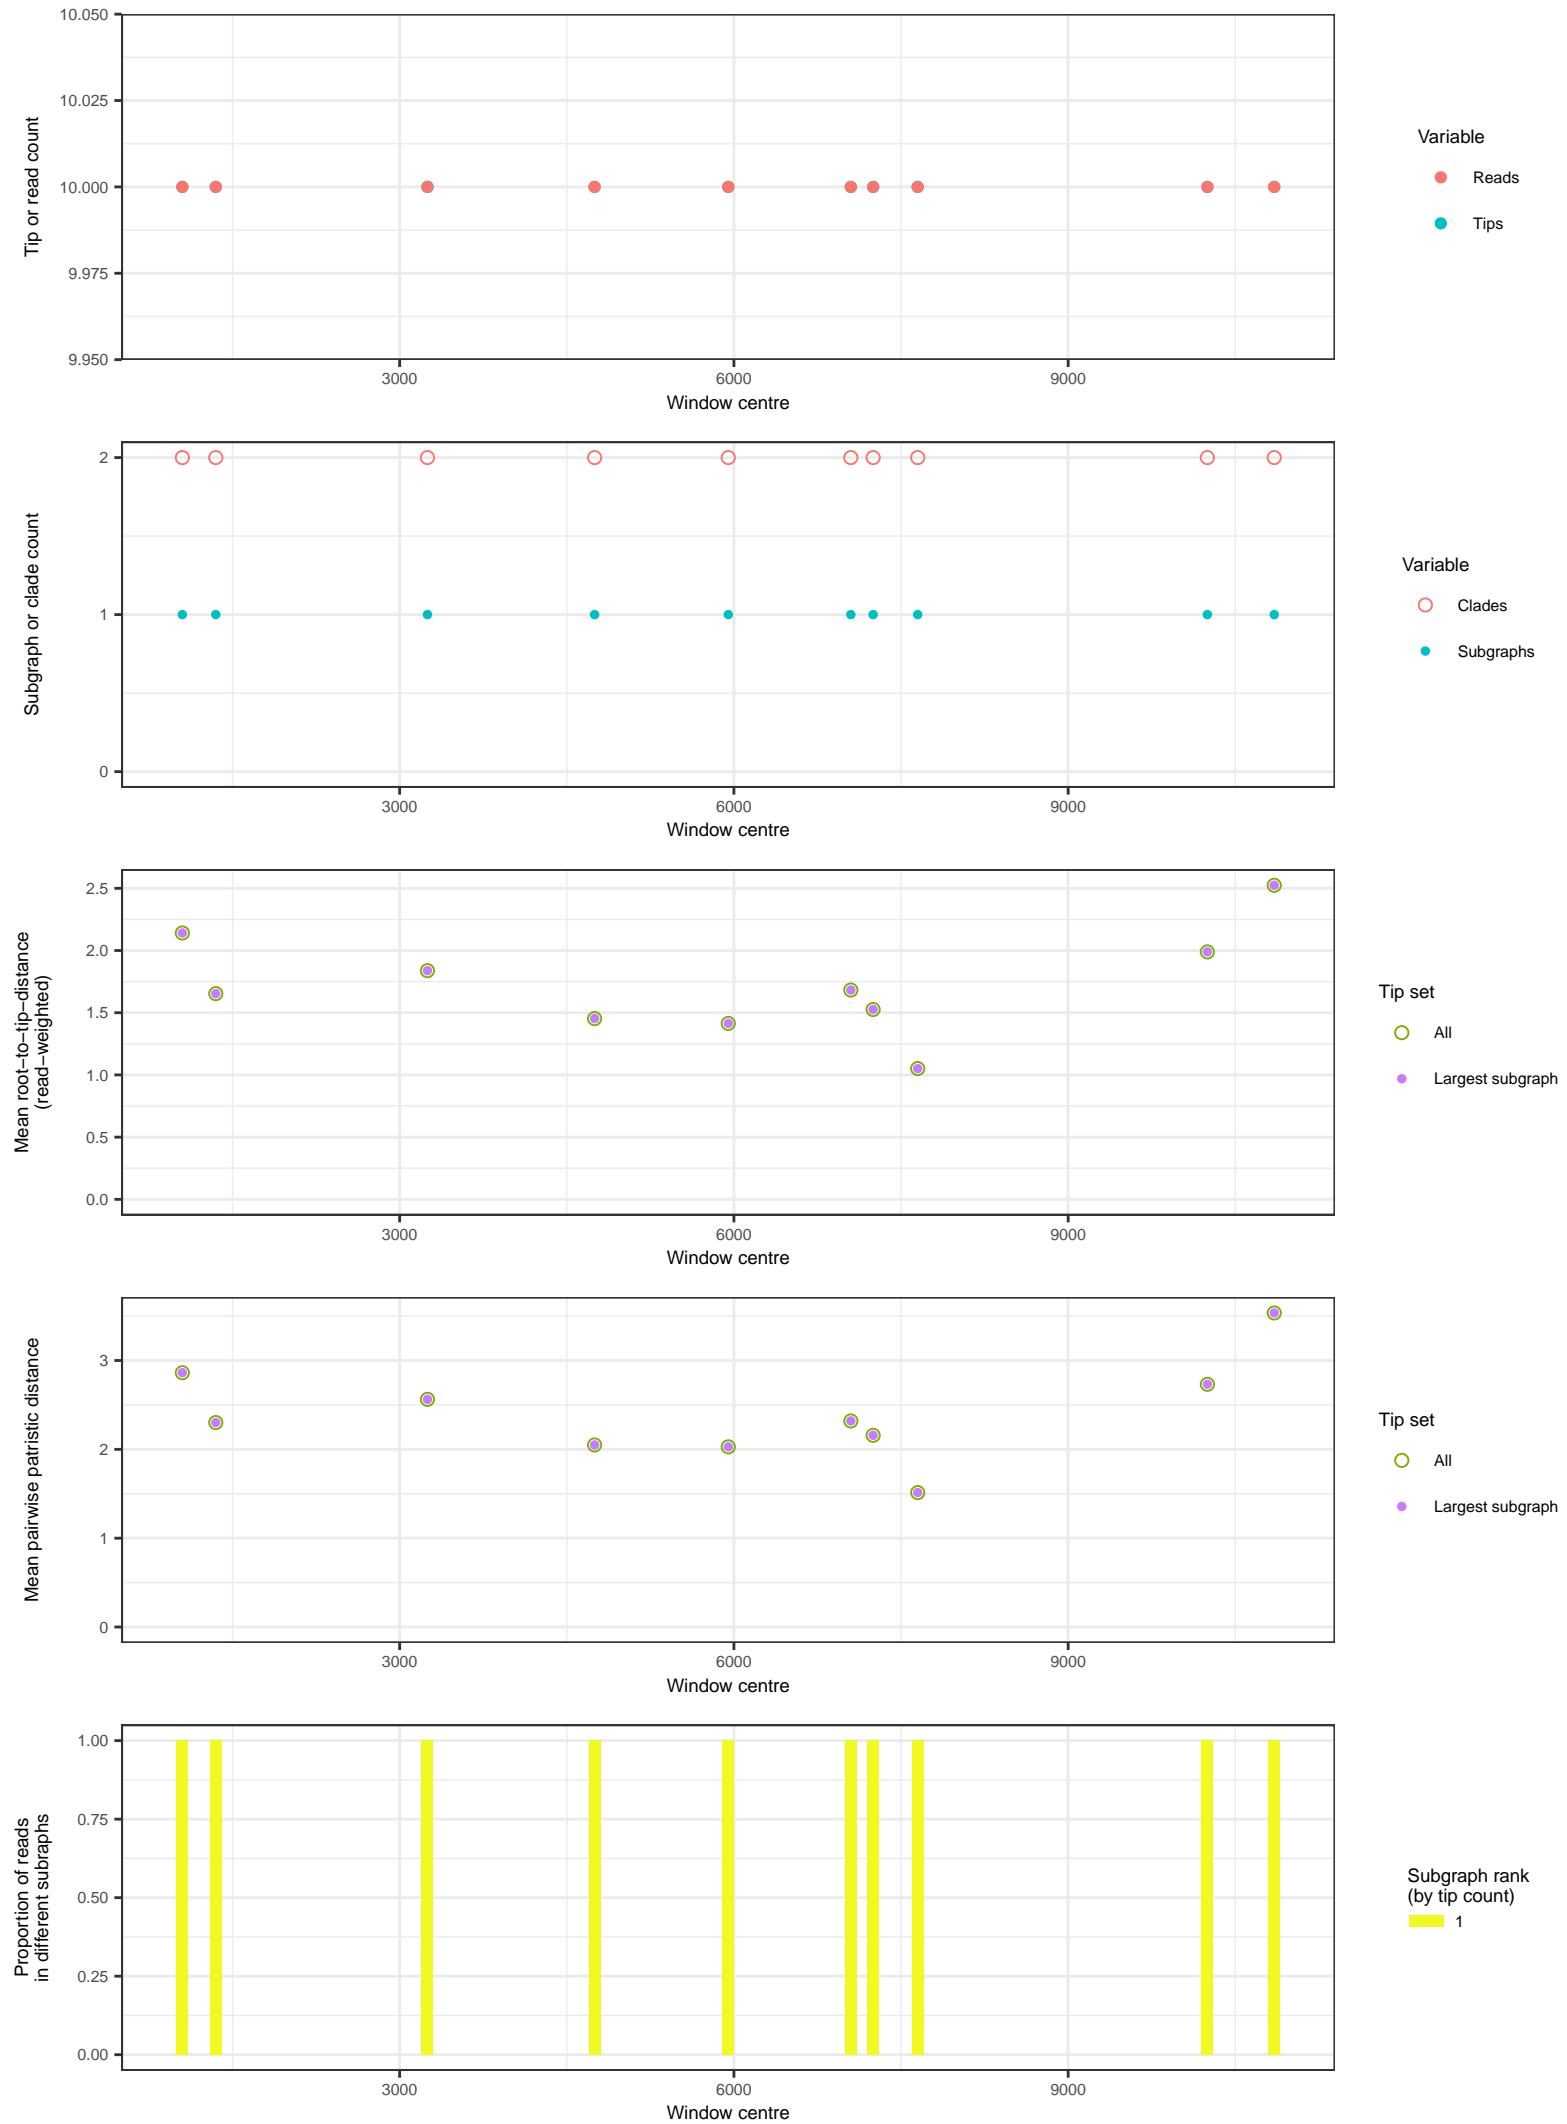 10.050
10.025
10.000
9.975
9.950
Tip or read count
3000
6000
9000
Window centre
Variable
Reads
Tips
2
1
0
Subgraph or clade count
3000
6000
9000
Window centre
Variable
Clades
Subgraphs
2.5
2.0
1.5
1.0
0.5
0.0
Mean root−to−tip−distance
(read−weighted)
3000
6000
9000
Window centre
Tip set
All
Largest subgraph
3
2
1
0
Mean pairwise patristic distance
3000
6000
9000
Window centre
Tip set
All
Largest subgraph
1.00
0.75
0.50
0.25
0.00
Proportion of reads
in different subraphs
3000
6000
9000
Window centre
Subgraph rank
(by tip count)
1